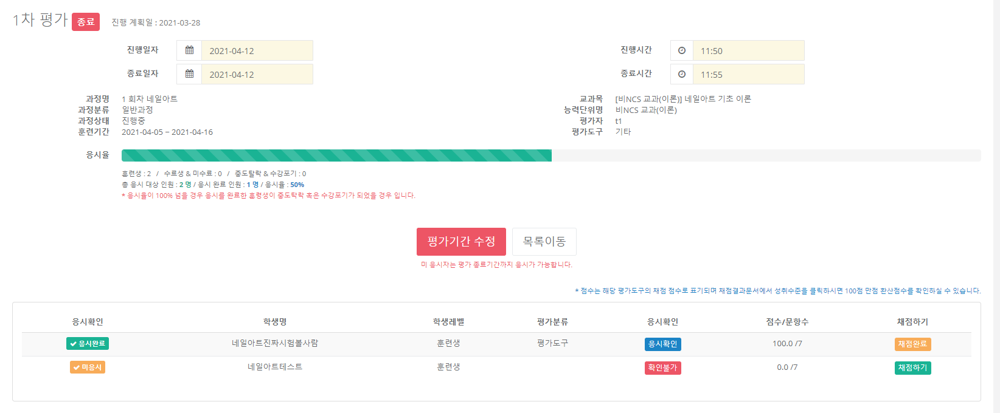 1차 평가 종료 진행 계획일 : 2021-03-28
진행일자 2021-04-12 진행시간 11:50
종료일자 2021-04-12 종료시간 11:55
과정명 1 회차 네일아트 교과목 [비NCS 교과(이론)] 네일아트 기초 이론
과정분류 일반과정 능력단위명 비NCS 교과(이론)
과정상태 진행중 평가자 t1
훈련기간 2021-04-05 ~ 2021-04-16 평가도구 기타
응시율
훈련생 : 2 / 수료생 & 미수료 : 0 / 중도탈락 & 수강포기 : 0
총 응시 대상 인원 : 2 명 / 응시 완료 인원 : 1 명 / 응시율 : 50%
* 응시율이 100% 넘을 경우 응시를 완료한 훈령생이 중도탁락 혹은 수강포기가 되었을 경우 입니다.
평가기간 수정 목록이동
미 응시자는 평가 종료기간까지 응시가 가능합니다.
* 점수는 해당 평가도구의 채점 점수로 표기되며 채점결과문서에서 성취수준을 클릭하시면 100점 만점 환산점수를 확인하실 수 있습니다.
응시확인 학생명 학생레벨 평가분류 응시확인 점수/문항수 채점하기
응시완료 네일아트진짜시험볼사람 훈련생 평가도구 응시확인 100.0 /7 채점완료
미응시 네일아트테스트 훈련생 확인불가 0.0 /7 채점하기